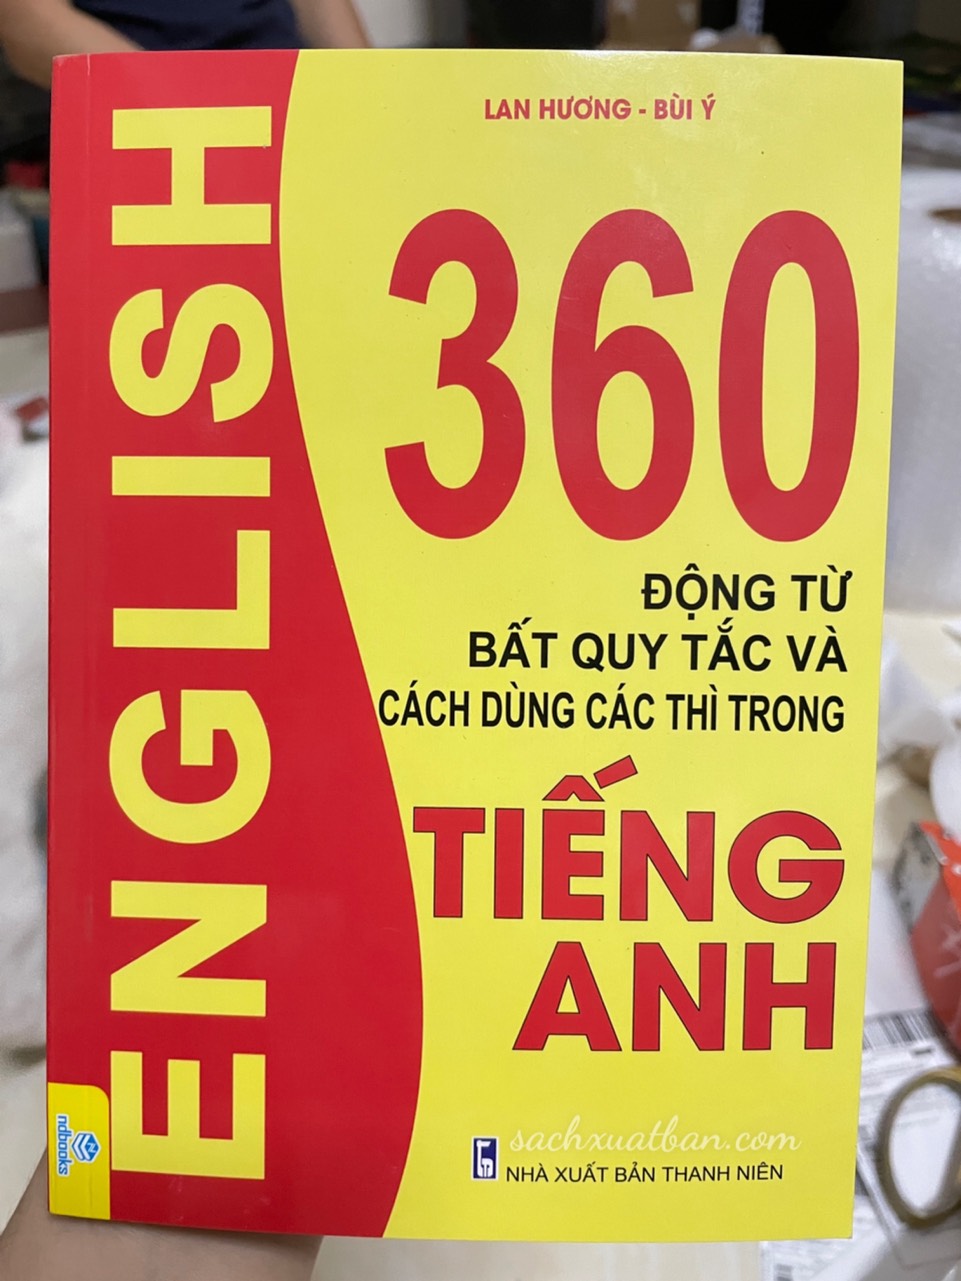 LAN HƯƠNG - BÙI Ý
ENGLISH
360
ĐỘNG TỪ
BẤT QUY TẮC VÀ
CÁCH DÙNG CÁC THÌ TRONG
TIẾNG
ANH
sachxuatban.com
NHÀ XUẤT BẢN THANH NIÊN
ndbooks